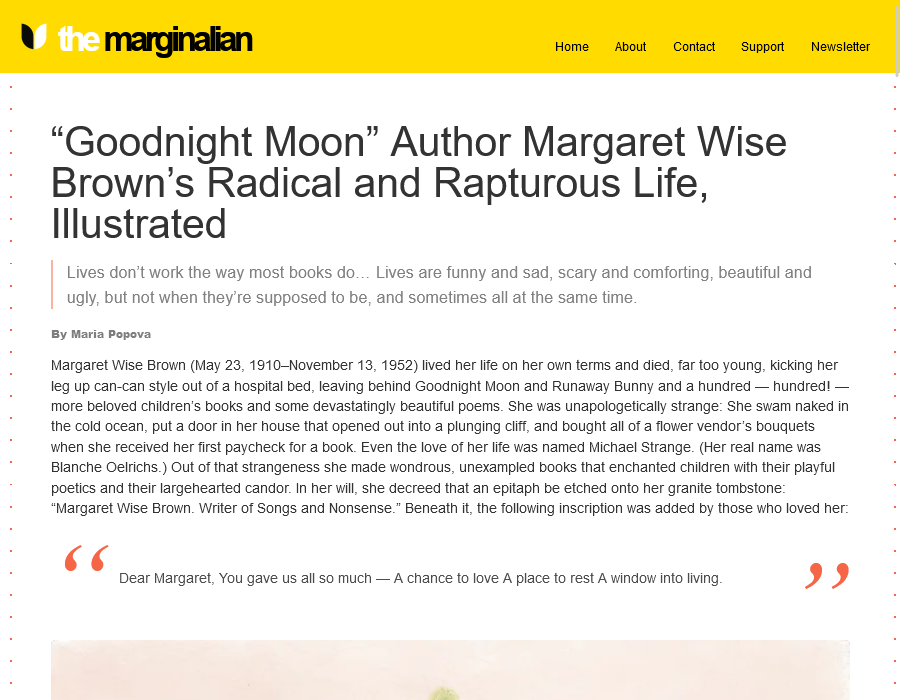 the marginalian
Home About Contact Support Newsletter
“Goodnight Moon” Author Margaret Wise
Brown’s Radical and Rapturous Life,
Illustrated
Lives don’t work the way most books do… Lives are funny and sad, scary and comforting, beautiful and
ugly, but not when they’re supposed to be, and sometimes all at the same time.
By Maria Popova
Margaret Wise Brown (May 23, 1910–November 13, 1952) lived her life on her own terms and died, far too young, kicking her
leg up can-can style out of a hospital bed, leaving behind Goodnight Moon and Runaway Bunny and a hundred — hundred! —
more beloved children’s books and some devastatingly beautiful poems. She was unapologetically strange: She swam naked in
the cold ocean, put a door in her house that opened out into a plunging cliff, and bought all of a flower vendor’s bouquets
when she received her first paycheck for a book. Even the love of her life was named Michael Strange. (Her real name was
Blanche Oelrichs.) Out of that strangeness she made wondrous, unexampled books that enchanted children with their playful
poetics and their largehearted candor. In her will, she decreed that an epitaph be etched onto her granite tombstone:
“Margaret Wise Brown. Writer of Songs and Nonsense.” Beneath it, the following inscription was added by those who loved her:
“ Dear Margaret, You gave us all so much — A chance to love A place to rest A window into living. ”